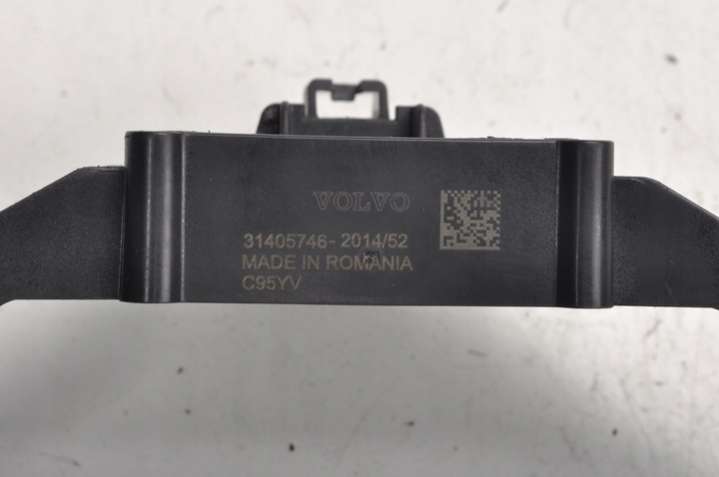 VOLVO
31405746-2014/52
MADE IN ROMANIA
C95YV